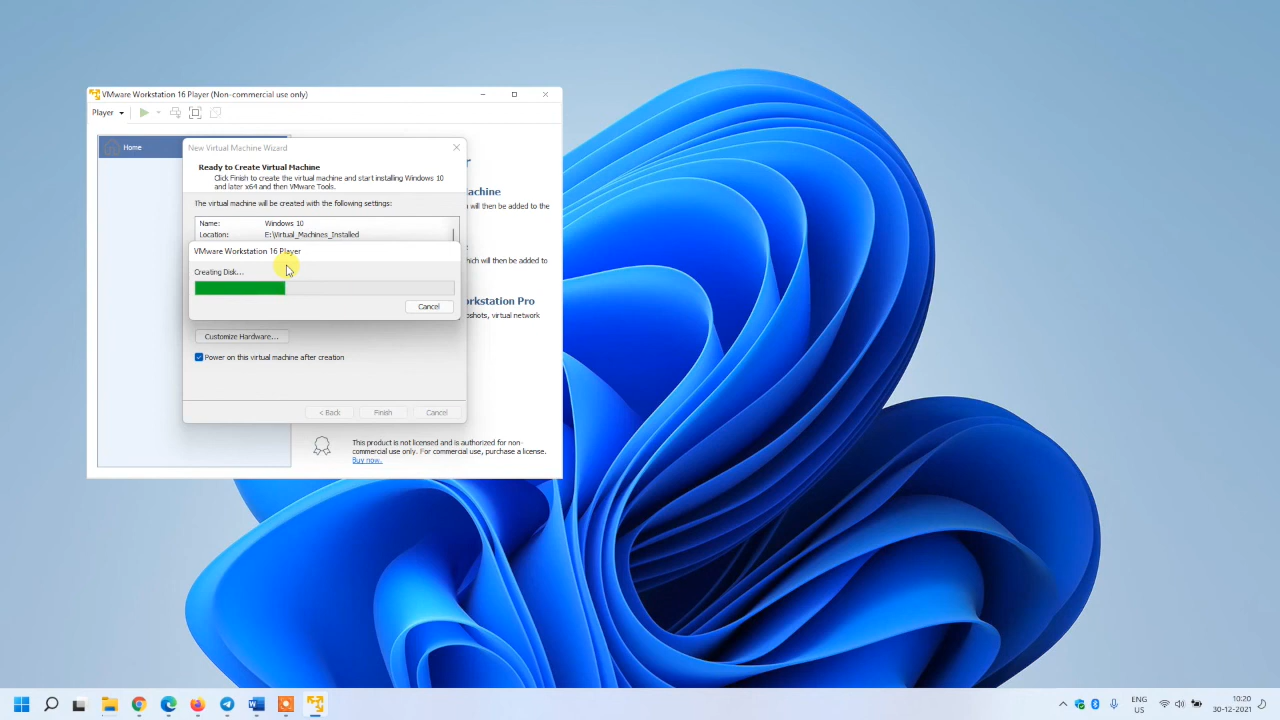 VMware Workstation 16 Player (Non-commercial use only)
Player
Home
New Virtual Machine Wizard
Ready to Create Virtual Machine
Click Finish to create the virtual machine and start installing Windows 10
and later x64 and then VMware Tools.
The virtual machine will be created with the following settings:
Name: Windows 10
Location: E:\Virtual_Machines_Installed
VMware Workstation 16 Player
Creating Disk...
Cancel
Customize Hardware...
Power on this virtual machine after creation
< Back Finish Cancel
r
achine
will then be added to the
which will then be added to
orkstation Pro
pshots, virtual network
This product is not licensed and is authorized for non-
commercial use only. For commercial use, purchase a license.
Buy now.
ENG
US
10:20
30-12-2021